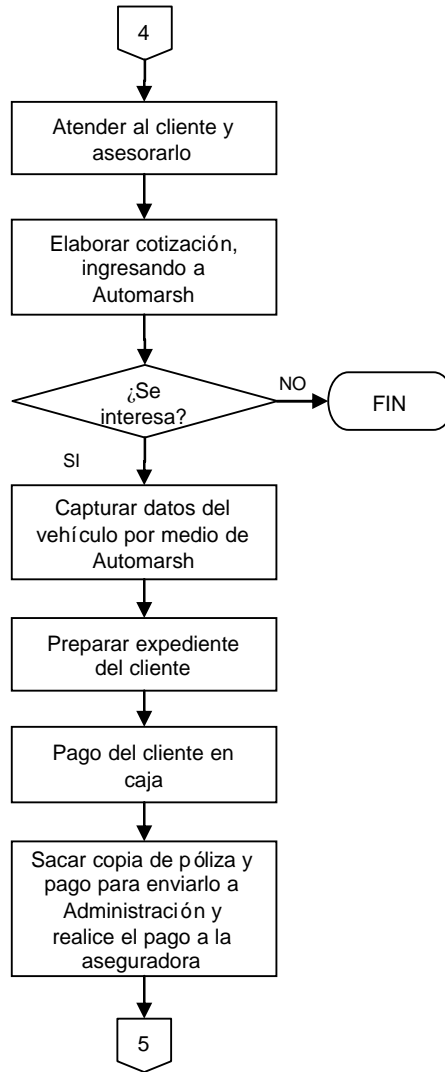 4
Atender al cliente y
asesorarlo
Elaborar cotización,
ingresando a
Automarsh
¿Se
interesa?
NO
FIN
SI
Capturar datos del
vehículo por medio de
Automarsh
Preparar expediente
del cliente
Pago del cliente en
caja
Sacar copia de póliza y
pago para enviarlo a
Administración y
realice el pago a la
aseguradora
5